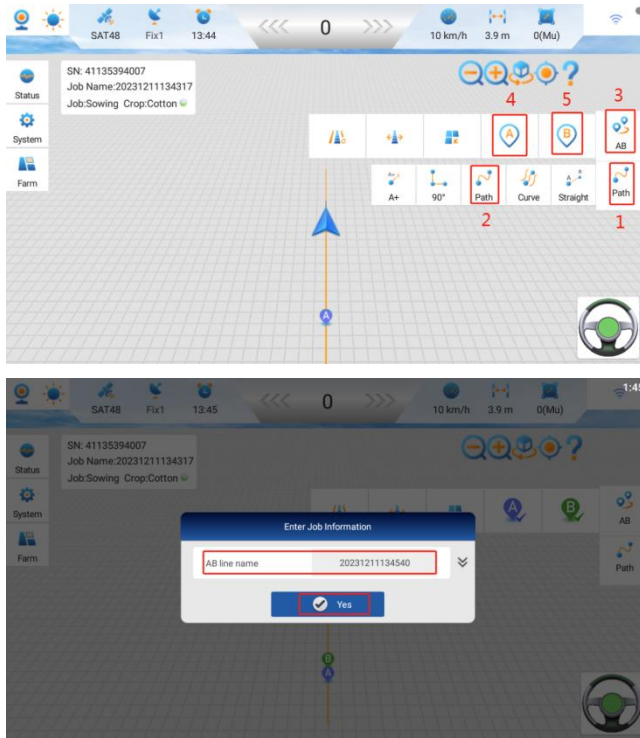 SAT48 Fix1 13:44 <<< 0 >>> 10 km/h 3.9 m 0(Mu)
SN: 41135394007
Job Name:20231211134317
Job:Sowing Crop:Cotton
Status
System
Farm
?
4 5 3
A B AB
A+ 90° Path Curve Straight Path
2 1
A
1:45
SAT48 Fix1 13:45 <<< 0 >>> 10 km/h 3.9 m 0(Mu)
SN: 41135394007
Job Name:20231211134317
Job:Sowing Crop:Cotton
Status
System
Farm
?
A B AB
Path
Enter Job Information
AB line name 20231211134540
Yes
B
A